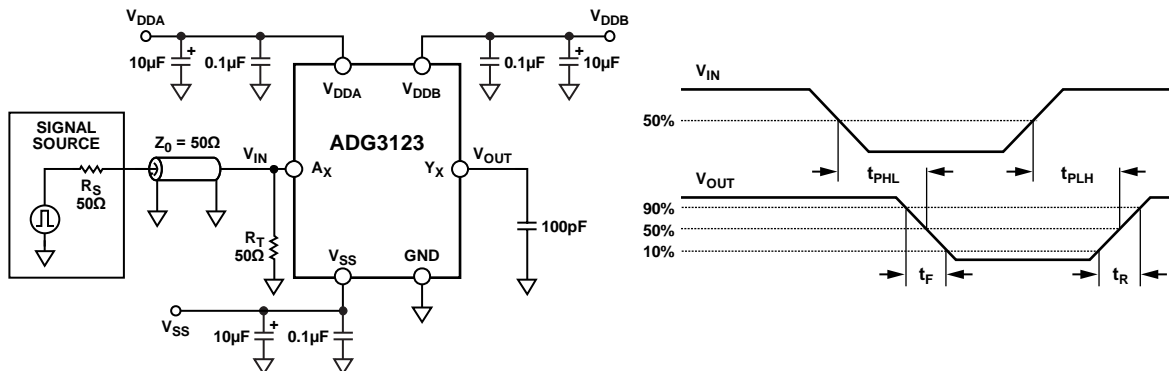 VDDA
VDDB
10µF
+
0.1µF
0.1µF
+
10µF
VDDA
VDDB
SIGNAL
SOURCE
Z0 = 50Ω
VIN
ADG3123
AX
YX
VOUT
RS
50Ω
RT
50Ω
100pF
VSS
GND
VSS
10µF
+
0.1µF
VIN
50%
tPHL
tPLH
VOUT
90%
50%
10%
tF
tR